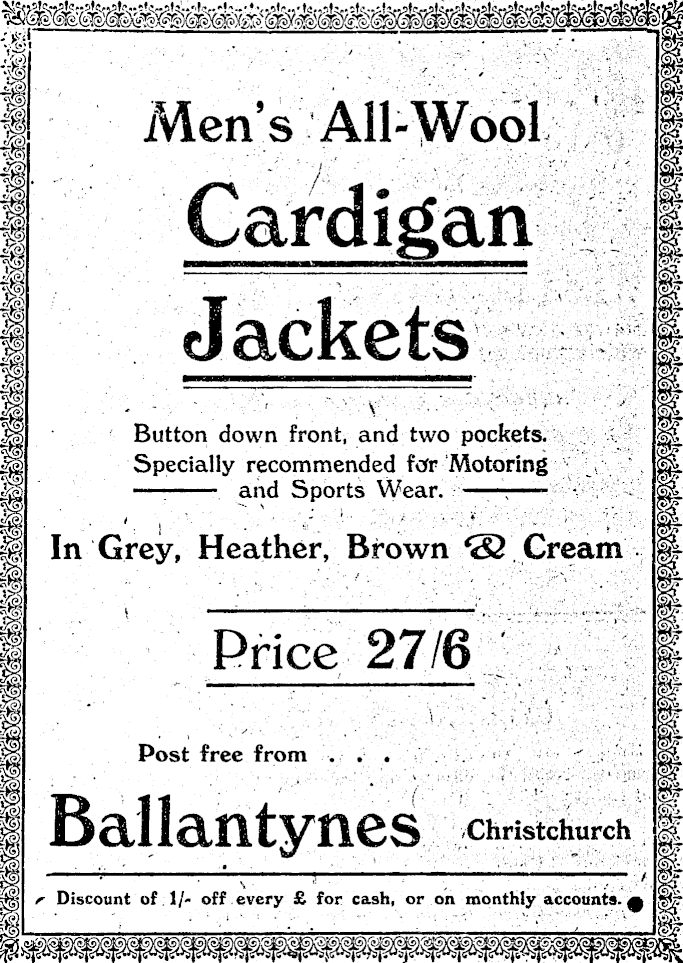 Men's All-Wool
Cardigan
Jackets
Button down front, and two pockets.
Specially recommended for Motoring
and Sports Wear.
In Grey, Heather, Brown & Cream
Price 27/6
Post free from . . .
Ballantynes Christchurch
Discount of 1/- off every £ for cash, or on monthly accounts.